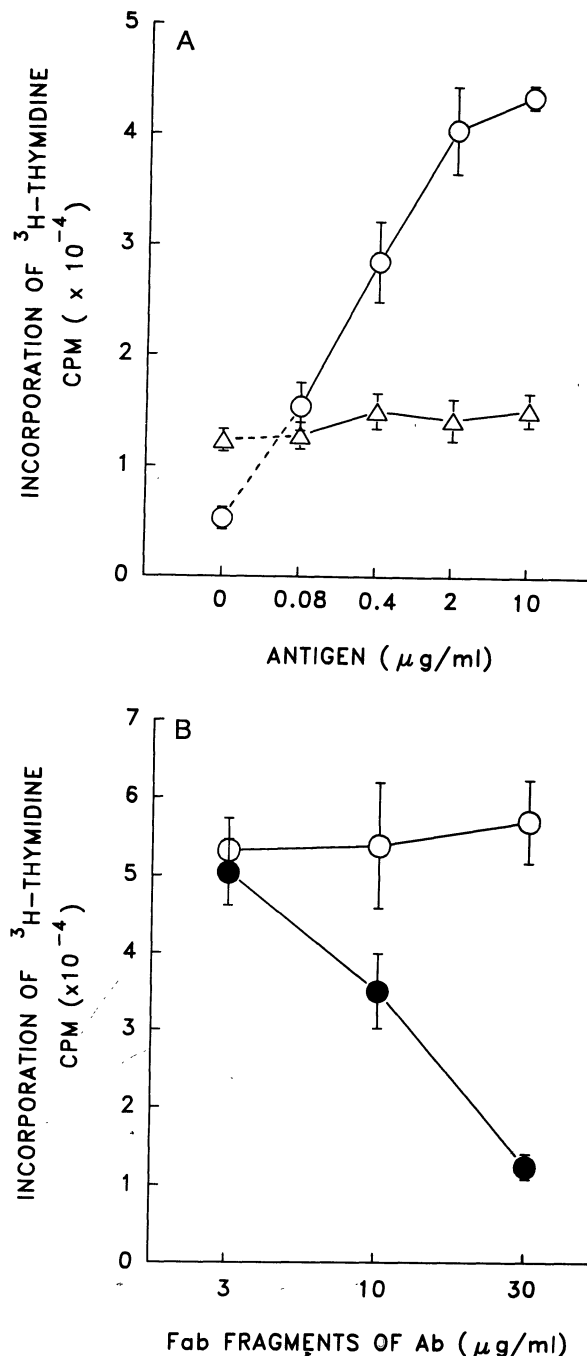 A
5
4
3
2
1
0
INCORPORATION OF ³H-THYMIDINE
CPM ( x 10⁻⁴)
0 0.08 0.4 2 10
ANTIGEN ( μg/ml)
B
7
6
5
4
3
2
1
0
INCORPORATION OF ³H-THYMIDINE
CPM (x10⁻⁴)
3 10 30
Fab FRAGMENTS OF Ab ( μg/ml)